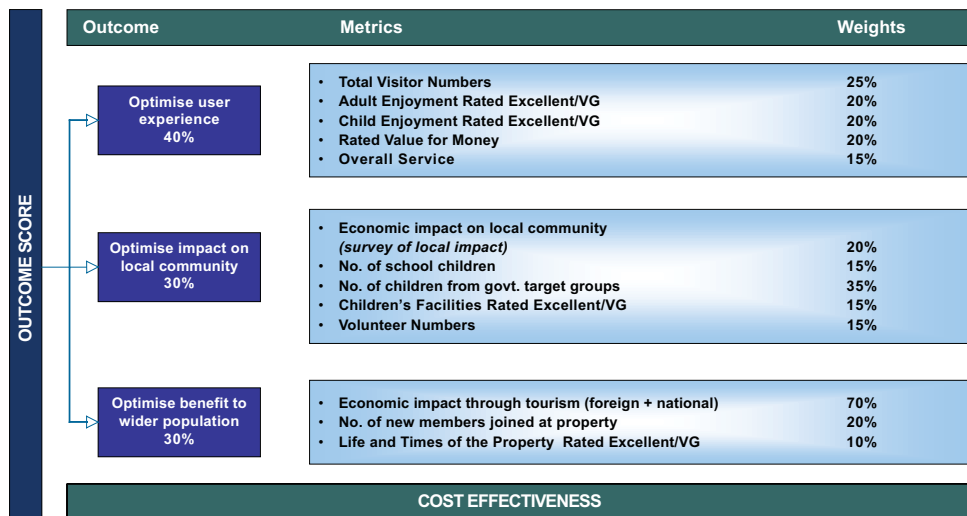 Outcome Metrics Weights
OUTCOME SCORE
Optimise user
experience
40%
• Total Visitor Numbers 25%
• Adult Enjoyment Rated Excellent/VG 20%
• Child Enjoyment Rated Excellent/VG 20%
• Rated Value for Money 20%
• Overall Service 15%
Optimise impact on
local community
30%
• Economic impact on local community
(survey of local impact) 20%
• No. of school children 15%
• No. of children from govt. target groups 35%
• Children’s Facilities Rated Excellent/VG 15%
• Volunteer Numbers 15%
Optimise benefit to
wider population
30%
• Economic impact through tourism (foreign + national) 70%
• No. of new members joined at property 20%
• Life and Times of the Property Rated Excellent/VG 10%
COST EFFECTIVENESS